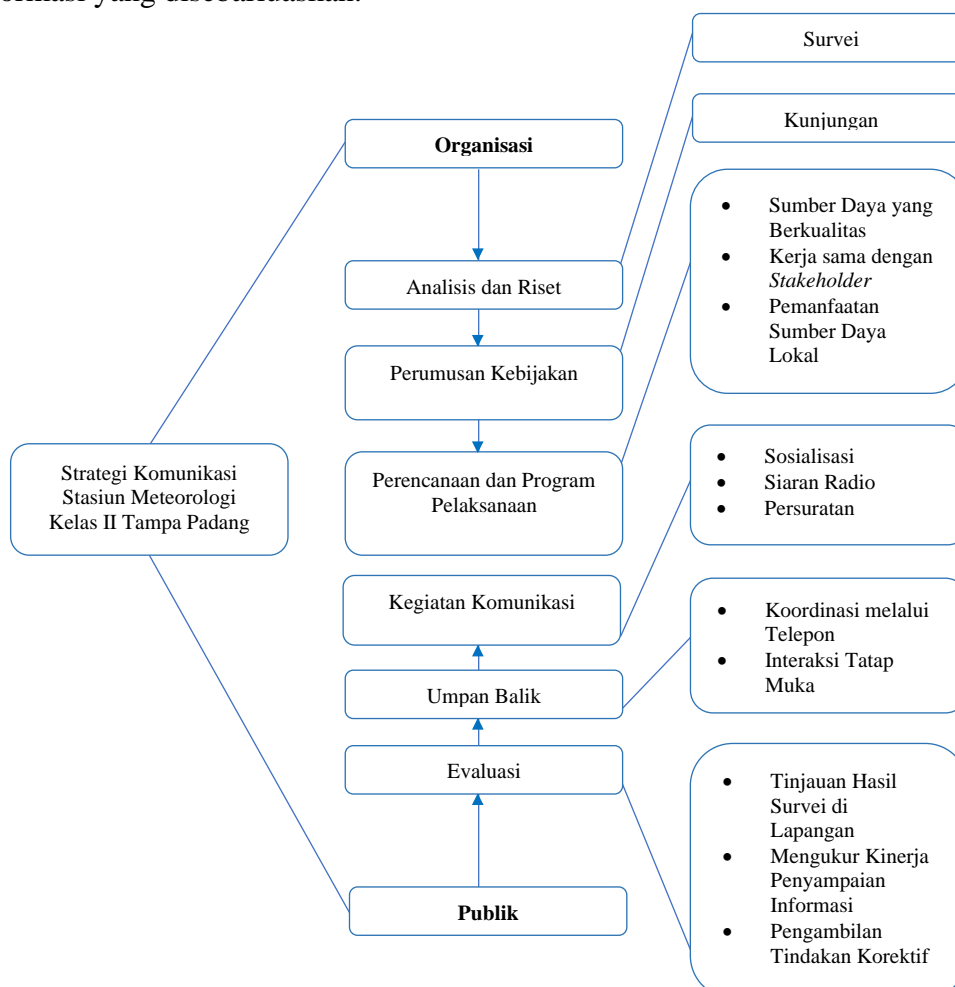 Survei
Kunjungan
Organisasi
• Sumber Daya yang
Berkualitas
• Kerja sama dengan
Stakeholder
• Pemanfaatan
Sumber Daya
Lokal
Analisis dan Riset
Perumusan Kebijakan
Perencanaan dan Program
Pelaksanaan
Strategi Komunikasi
Stasiun Meteorologi
Kelas II Tampa Padang
• Sosialisasi
• Siaran Radio
• Persuratan
Kegiatan Komunikasi
• Koordinasi melalui
Telepon
• Interaksi Tatap
Muka
Umpan Balik
Evaluasi
• Tinjauan Hasil
Survei di
Lapangan
• Mengukur Kinerja
Penyampaian
Informasi
• Pengambilan
Tindakan Korektif
Publik